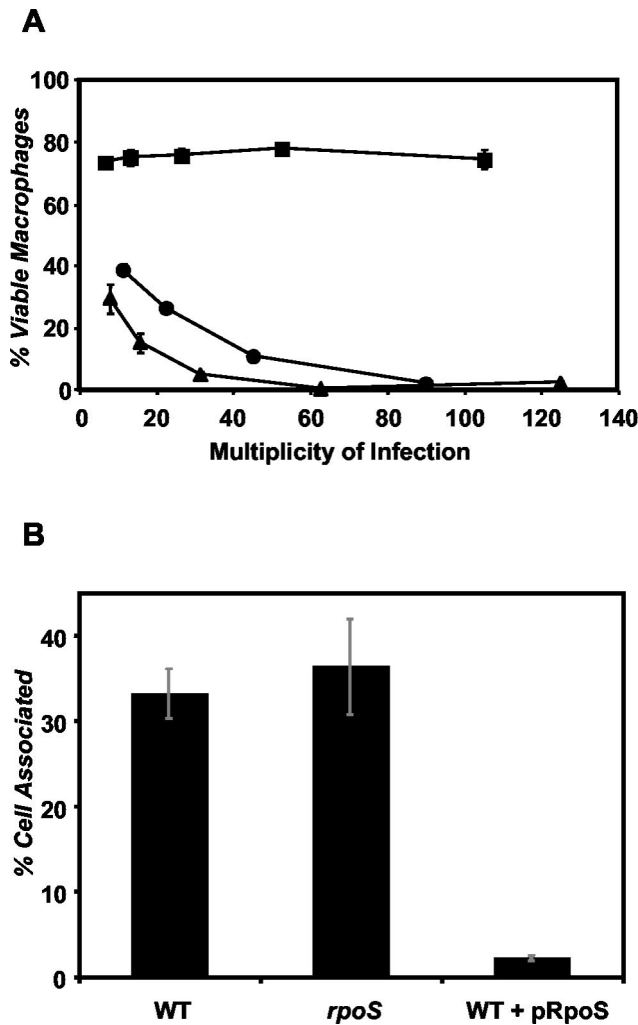 A
% Viable Macrophages
100
80
60
40
20
0
0 20 40 60 80 100 120 140
Multiplicity of Infection
B
% Cell Associated
40
30
20
10
0
WT rpoS WT + pRpoS